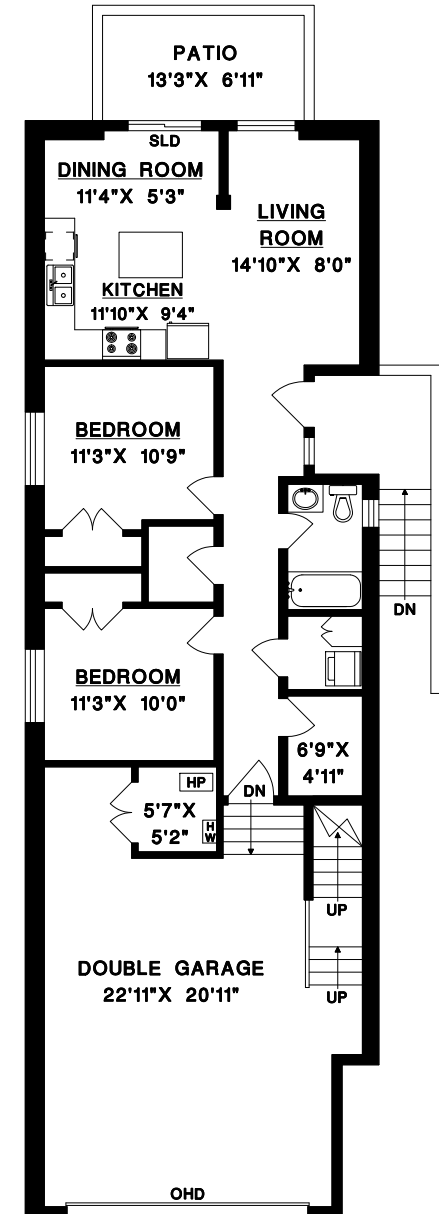 PATIO
13'3"X 6'11"
SLD
DINING ROOM
11'4"X 5'3"
LIVING
ROOM
14'10"X 8'0"
KITCHEN
11'10"X 9'4"
BEDROOM
11'3"X 10'9"
DN
BEDROOM
11'3"X 10'0"
6'9"X
4'11"
HP
DN
5'7"X
5'2"
H
W
UP
DOUBLE GARAGE
22'11"X 20'11"
UP
OHD